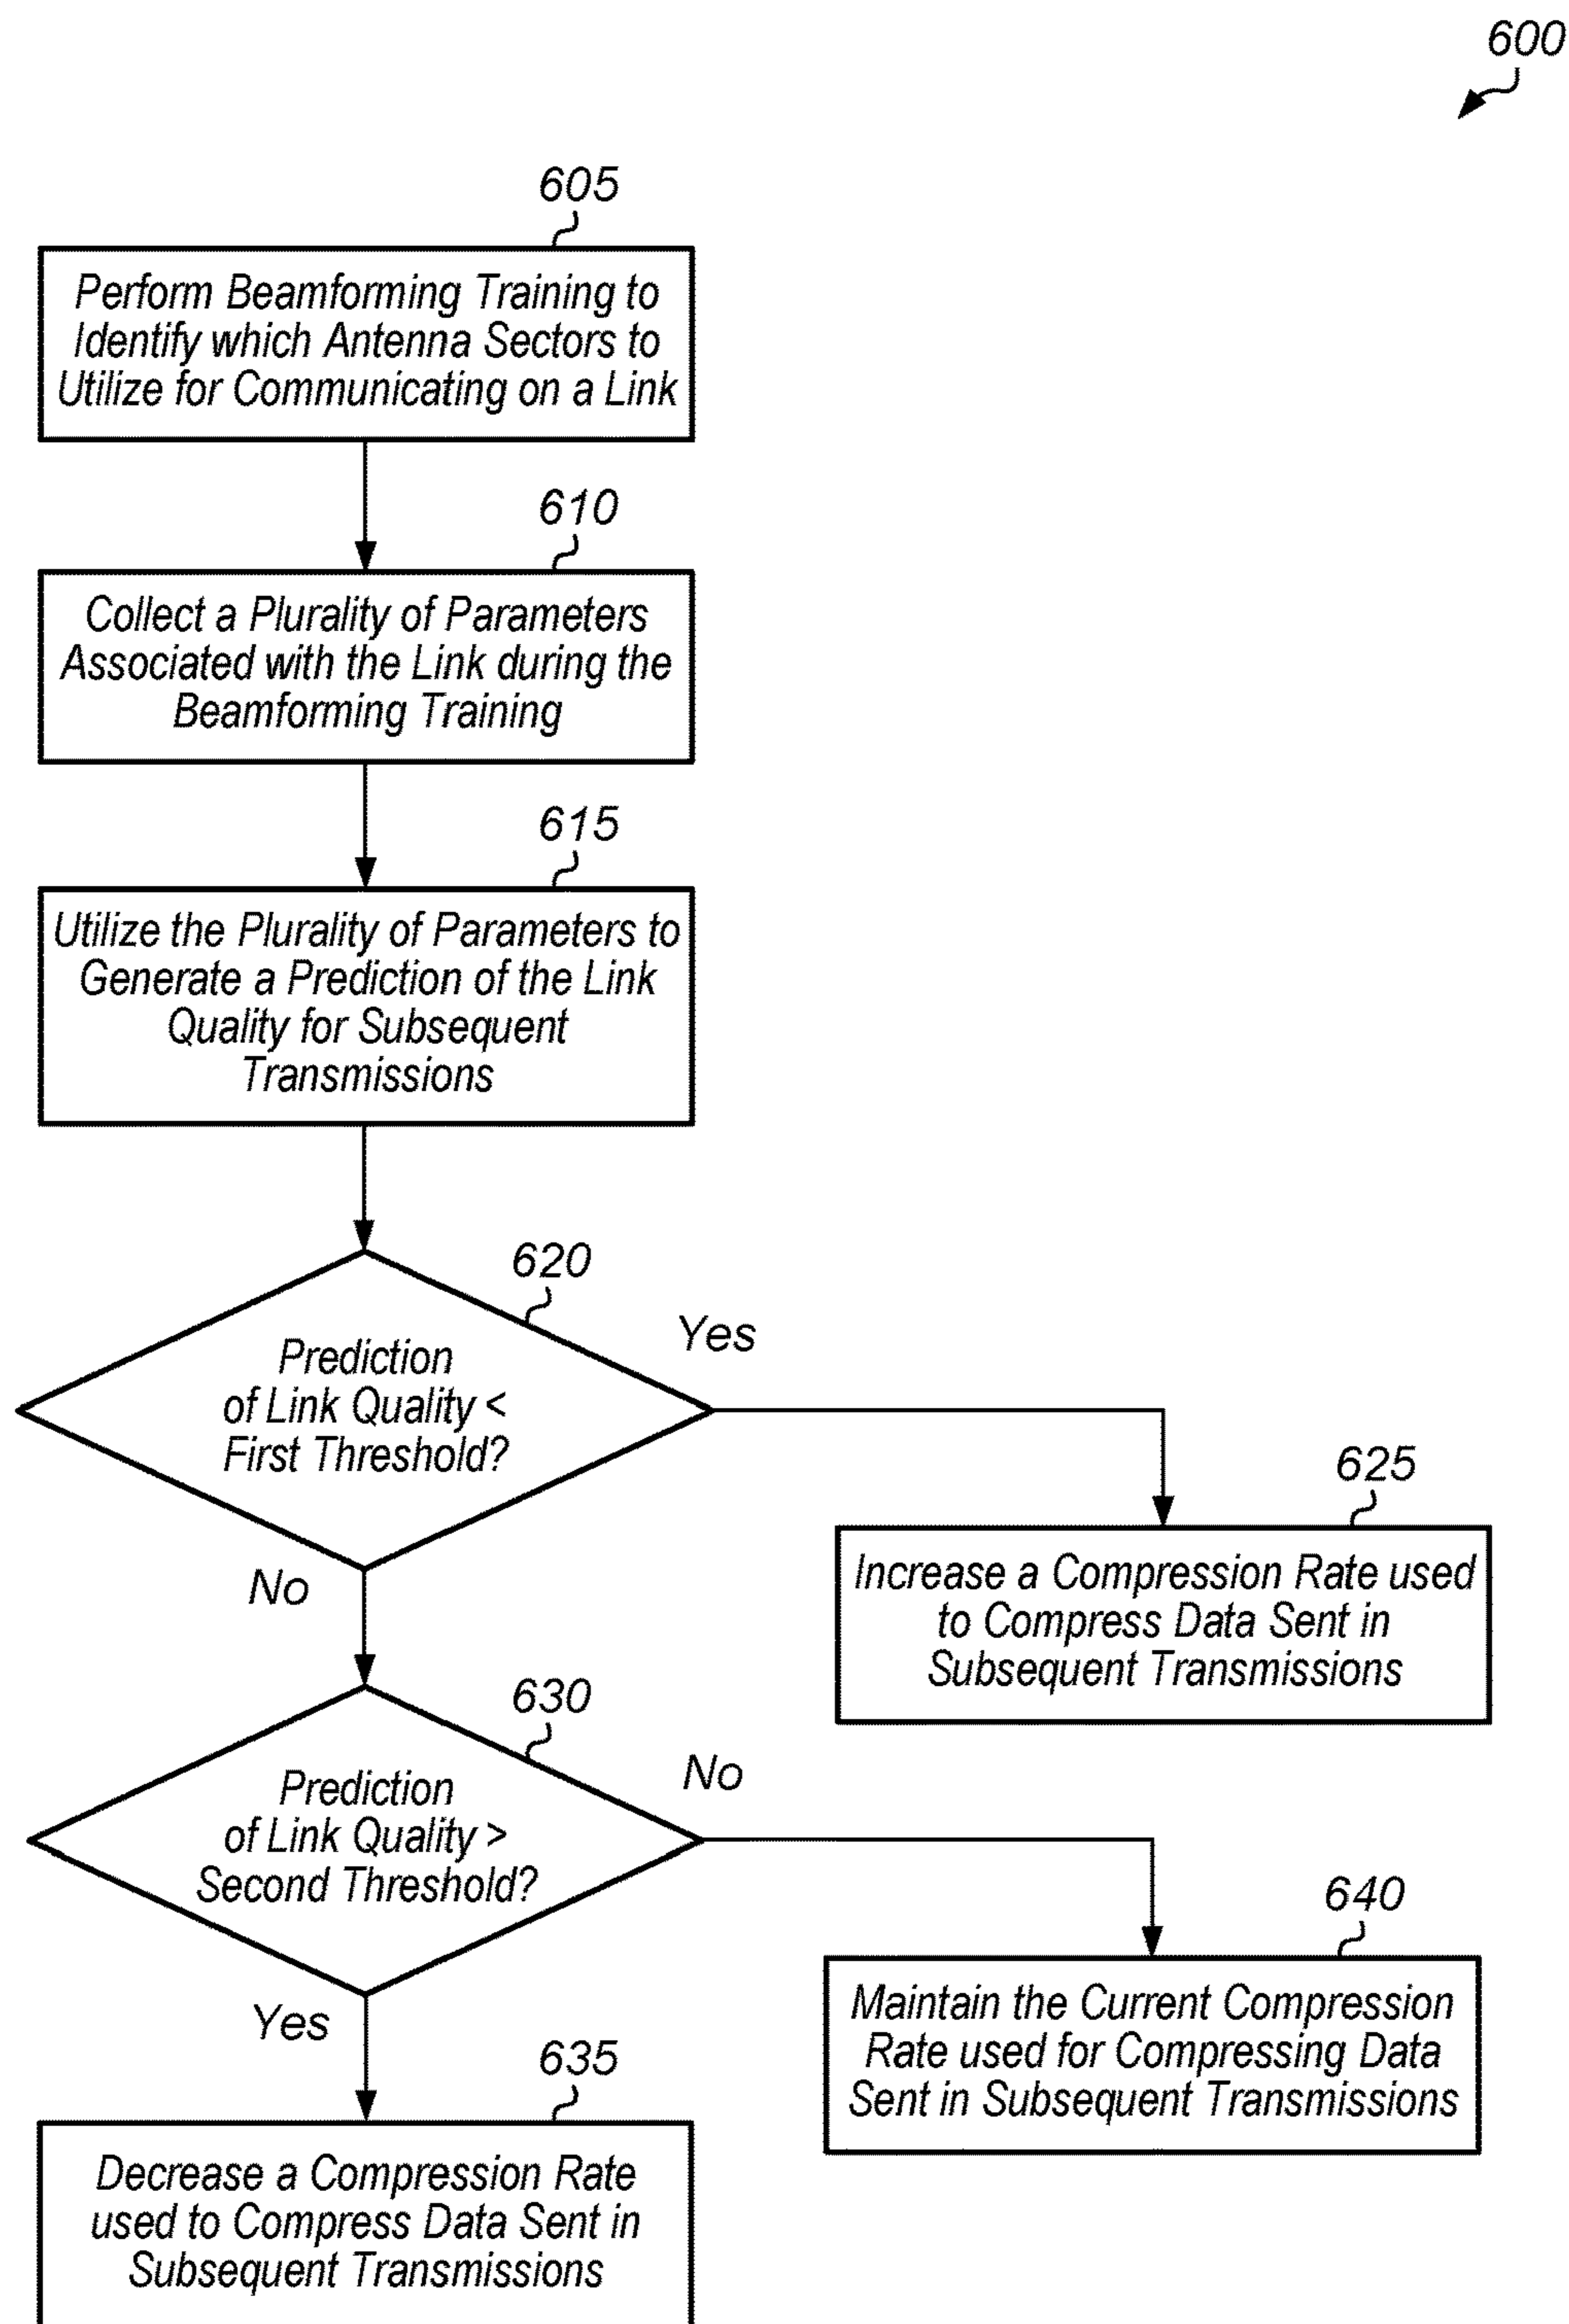 600
605
Perform Beamforming Training to
Identify which Antenna Sectors to
Utilize for Communicating on a Link
610
Collect a Plurality of Parameters
Associated with the Link during the
Beamforming Training
615
Utilize the Plurality of Parameters to
Generate a Prediction of the Link
Quality for Subsequent
Transmissions
620
Yes
Prediction
of Link Quality <
First Threshold?
625
Increase a Compression Rate used
to Compress Data Sent in
Subsequent Transmissions
No
630
No
Prediction
of Link Quality >
Second Threshold?
640
Maintain the Current Compression
Rate used for Compressing Data
Sent in Subsequent Transmissions
Yes
635
Decrease a Compression Rate
used to Compress Data Sent in
Subsequent Transmissions